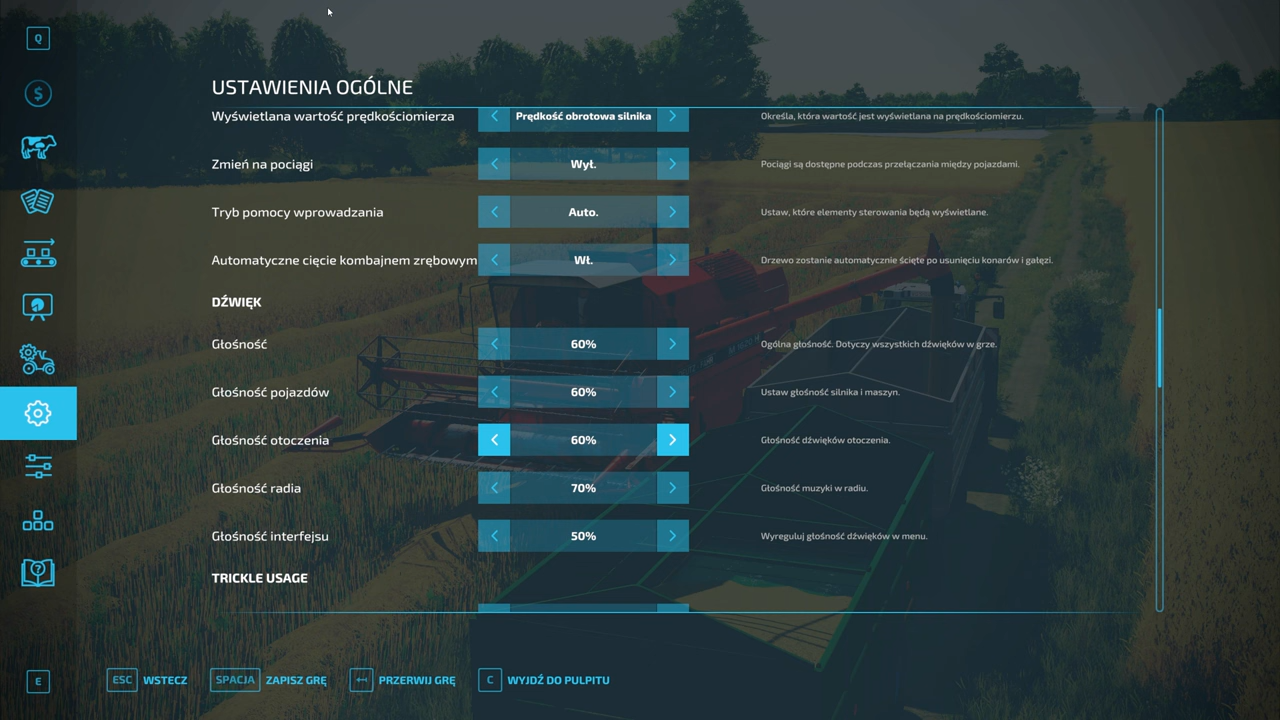 Q
USTAWIENIA OGÓLNE
Wyświetlana wartość prędkościomierza Prędkość obrotowa silnika Określa, która wartość jest wyświetlana na prędkościomierzu.
Zmień na pociągi Wył. Pociągi są dostępne podczas przełączania między pojazdami.
Tryb pomocy wprowadzania Auto. Ustaw, które elementy sterowania będą wyświetlane.
Automatyczne cięcie kombajnem zrębowym Wł. Drzewo zostanie automatycznie ścięte po usunięciu konarów i gałęzi.
DŹWIĘK
Głośność 60% Ogólna głośność. Dotyczy wszystkich dźwięków w grze.
Głośność pojazdów 60% Ustaw głośność silnika i maszyn.
Głośność otoczenia 60% Głośność dźwięków otoczenia.
Głośność radia 70% Głośność muzyki w radiu.
Głośność interfejsu 50% Wyreguluj głośność dźwięków w menu.
TRICKLE USAGE
E ESC WSTECZ SPACJA ZAPISZ GRĘ PRZERWIJ GRĘ C WYJDŹ DO PULPITU